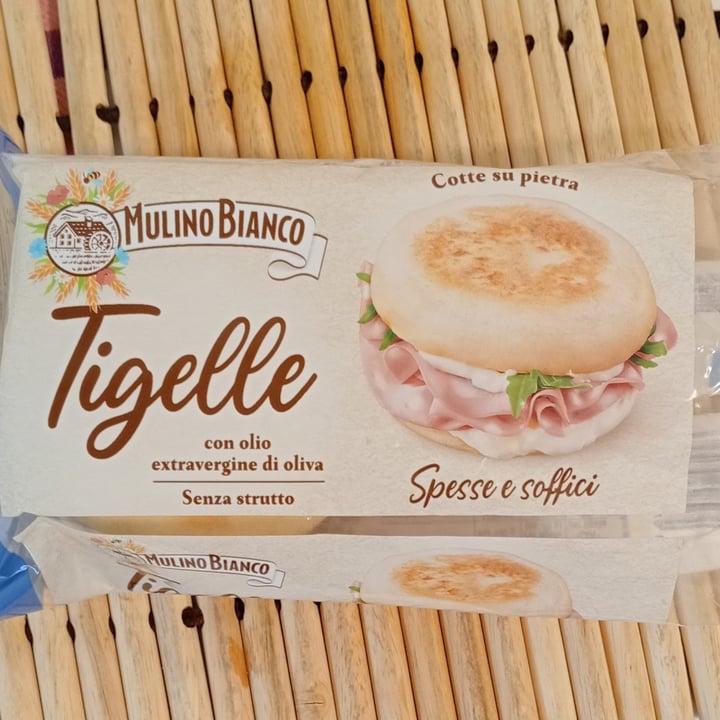 MULINO BIANCO
Tigelle
con olio
extravergine di oliva
Senza strutto
Cotte su pietra
Spesse e soffici
MULINO BIANCO